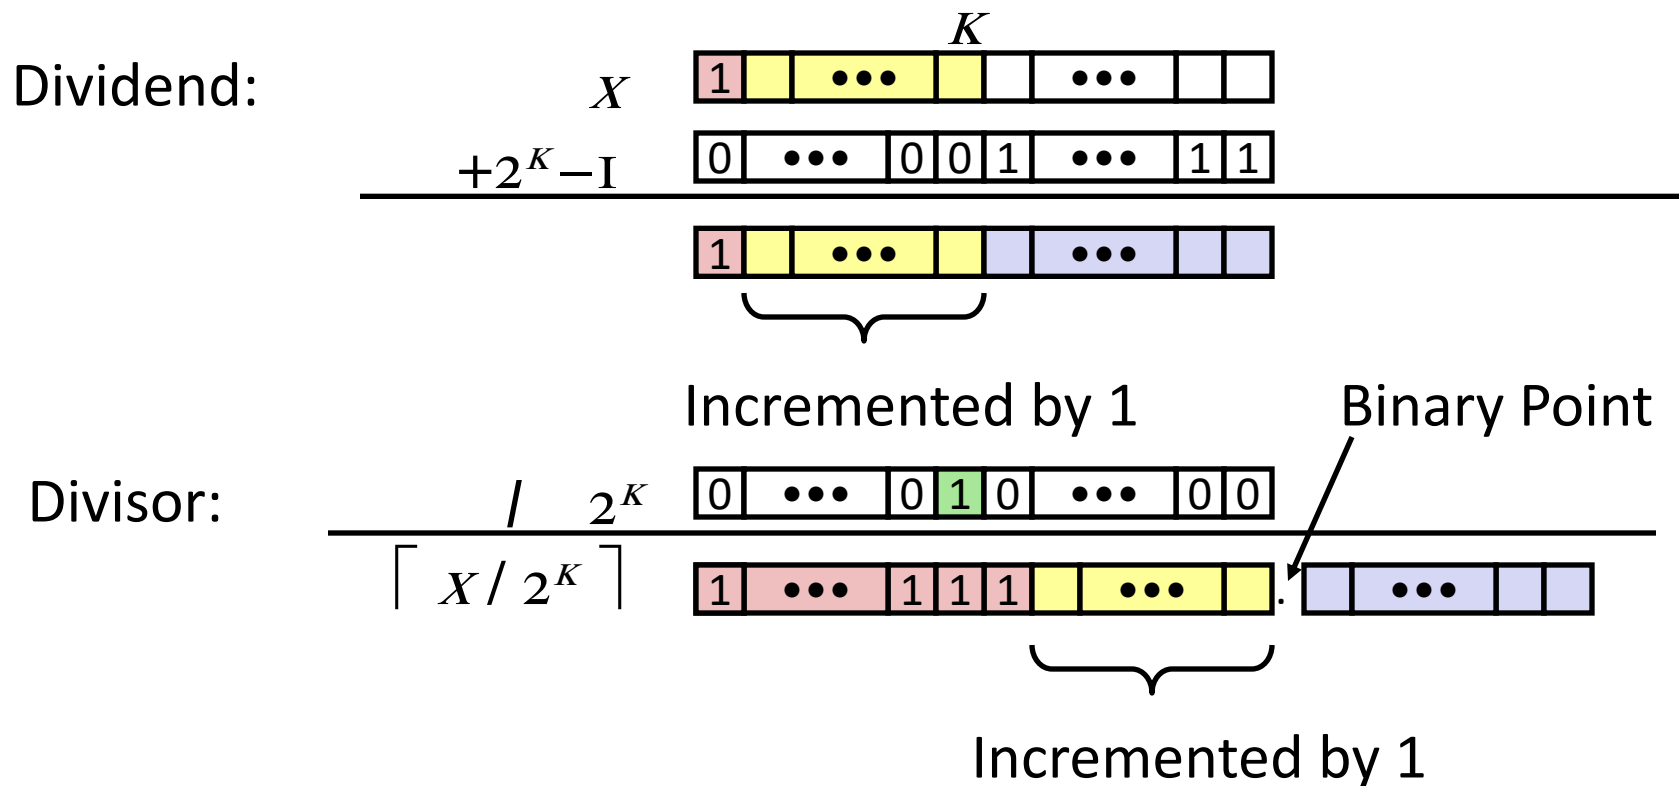 K
Dividend: X 1 ••• •••
+2^K–1 0 ••• 0 0 1 ••• 1 1
1 ••• •••
Incremented by 1 Binary Point
Divisor: / 2^K 0 ••• 0 1 0 ••• 0 0
⌈ X / 2^K ⌉ 1 ••• 1 1 1 ••• . •••
Incremented by 1